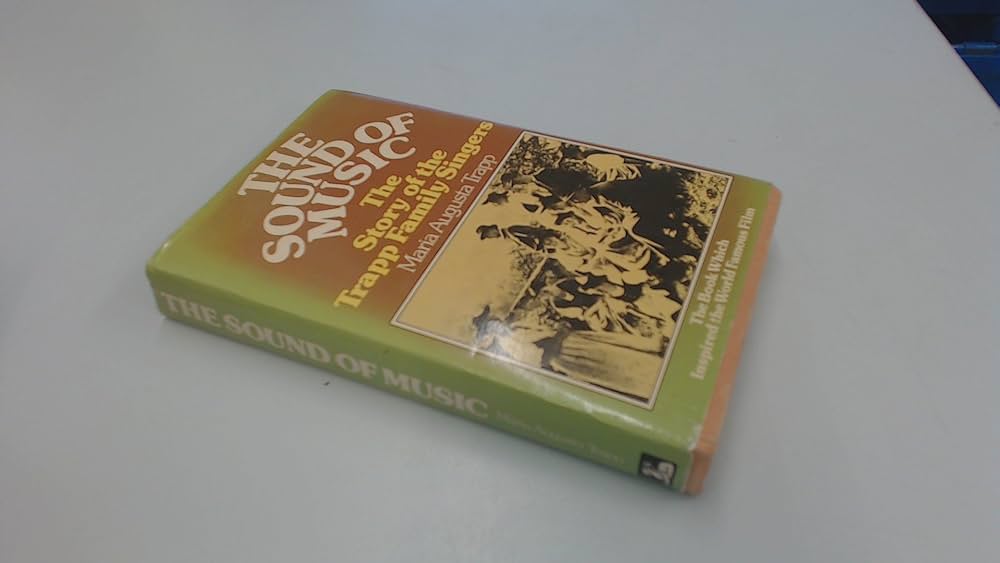 THE
SOUND OF
MUSIC
The
Story of the
Trapp Family Singers
Maria Augusta Trapp
The Book Which
Inspired the World Famous Film
THE SOUND OF MUSIC Maria Augusta Trapp